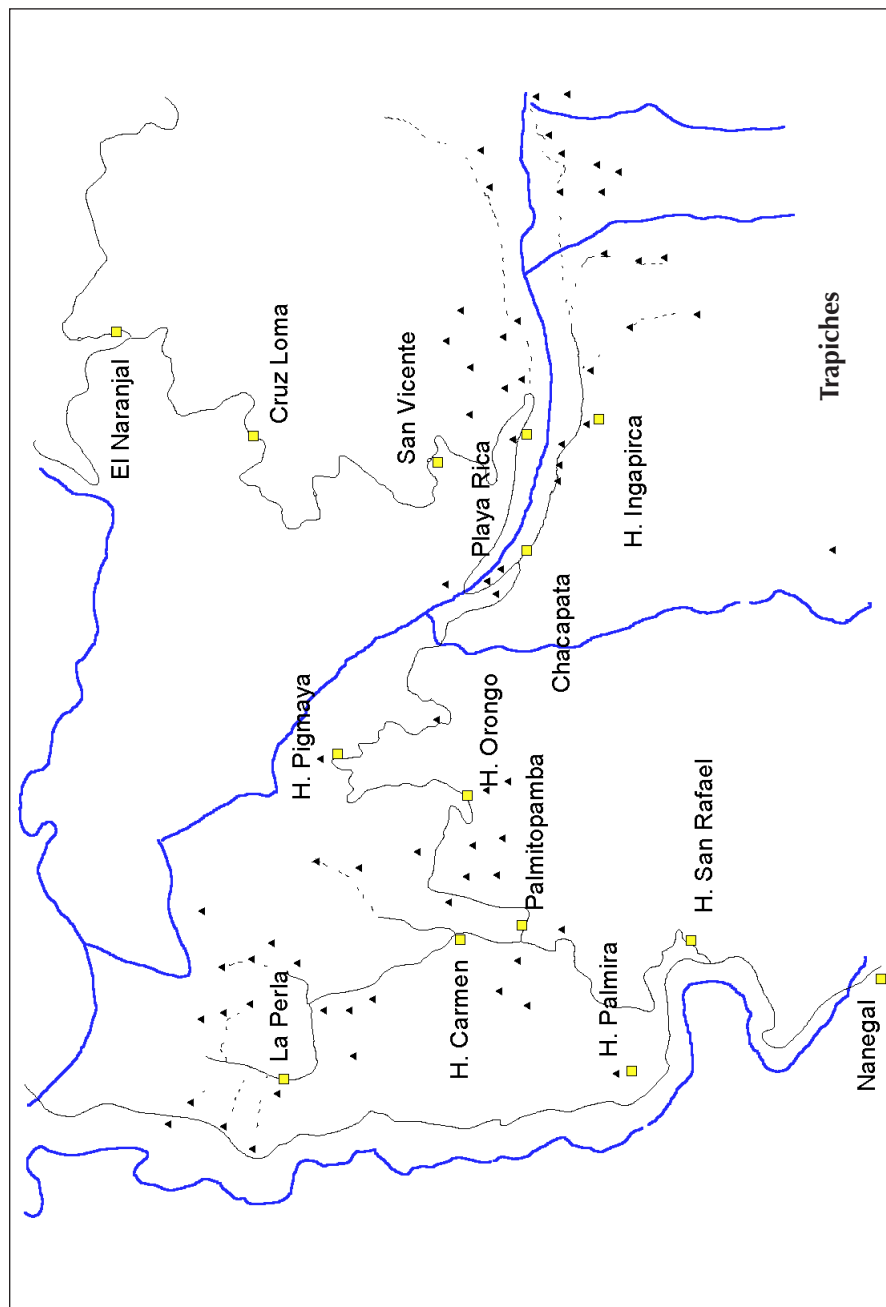 El Naranjal
Cruz Loma
San Vicente
Playa Rica
H. Ingapirca
Trapiches
Chacapata
H. Pigmaya
H. Orongo
Palmitopamba
H. San Rafael
La Perla
H. Carmen
H. Palmira
Nanegal